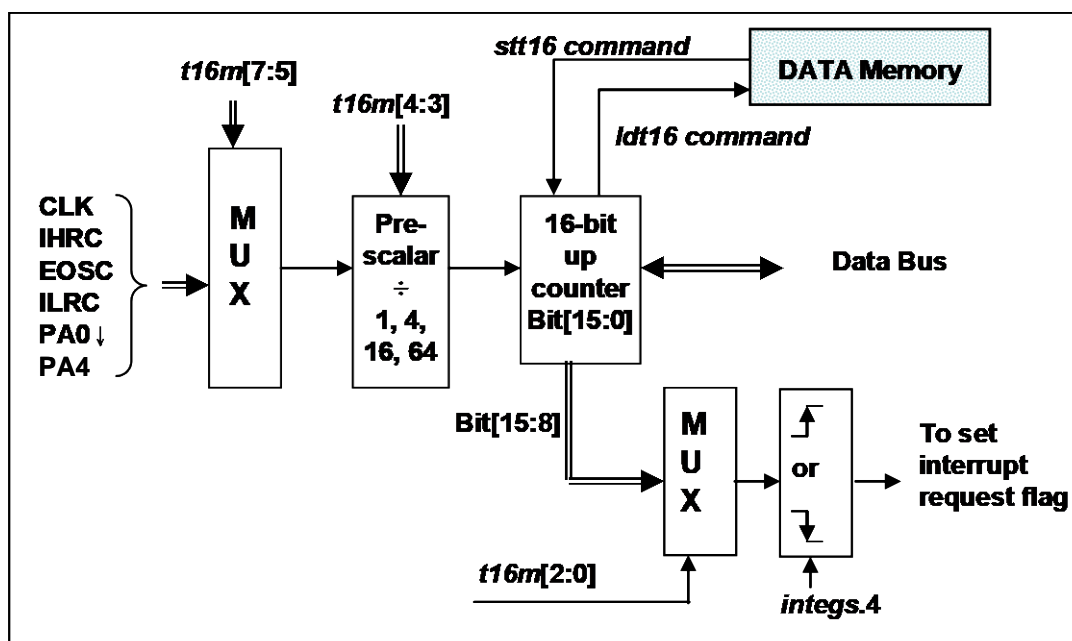 stt16 command
DATA Memory
t16m[7:5]
t16m[4:3]
ldt16 command
CLK
IHRC
EOSC
ILRC
PA0↓
PA4
M
U
X
Pre-
scalar
÷
1, 4,
16, 64
16-bit
up
counter
Bit[15:0]
Data Bus
Bit[15:8]
M
U
X
or
To set
interrupt
request flag
t16m[2:0]
integs.4